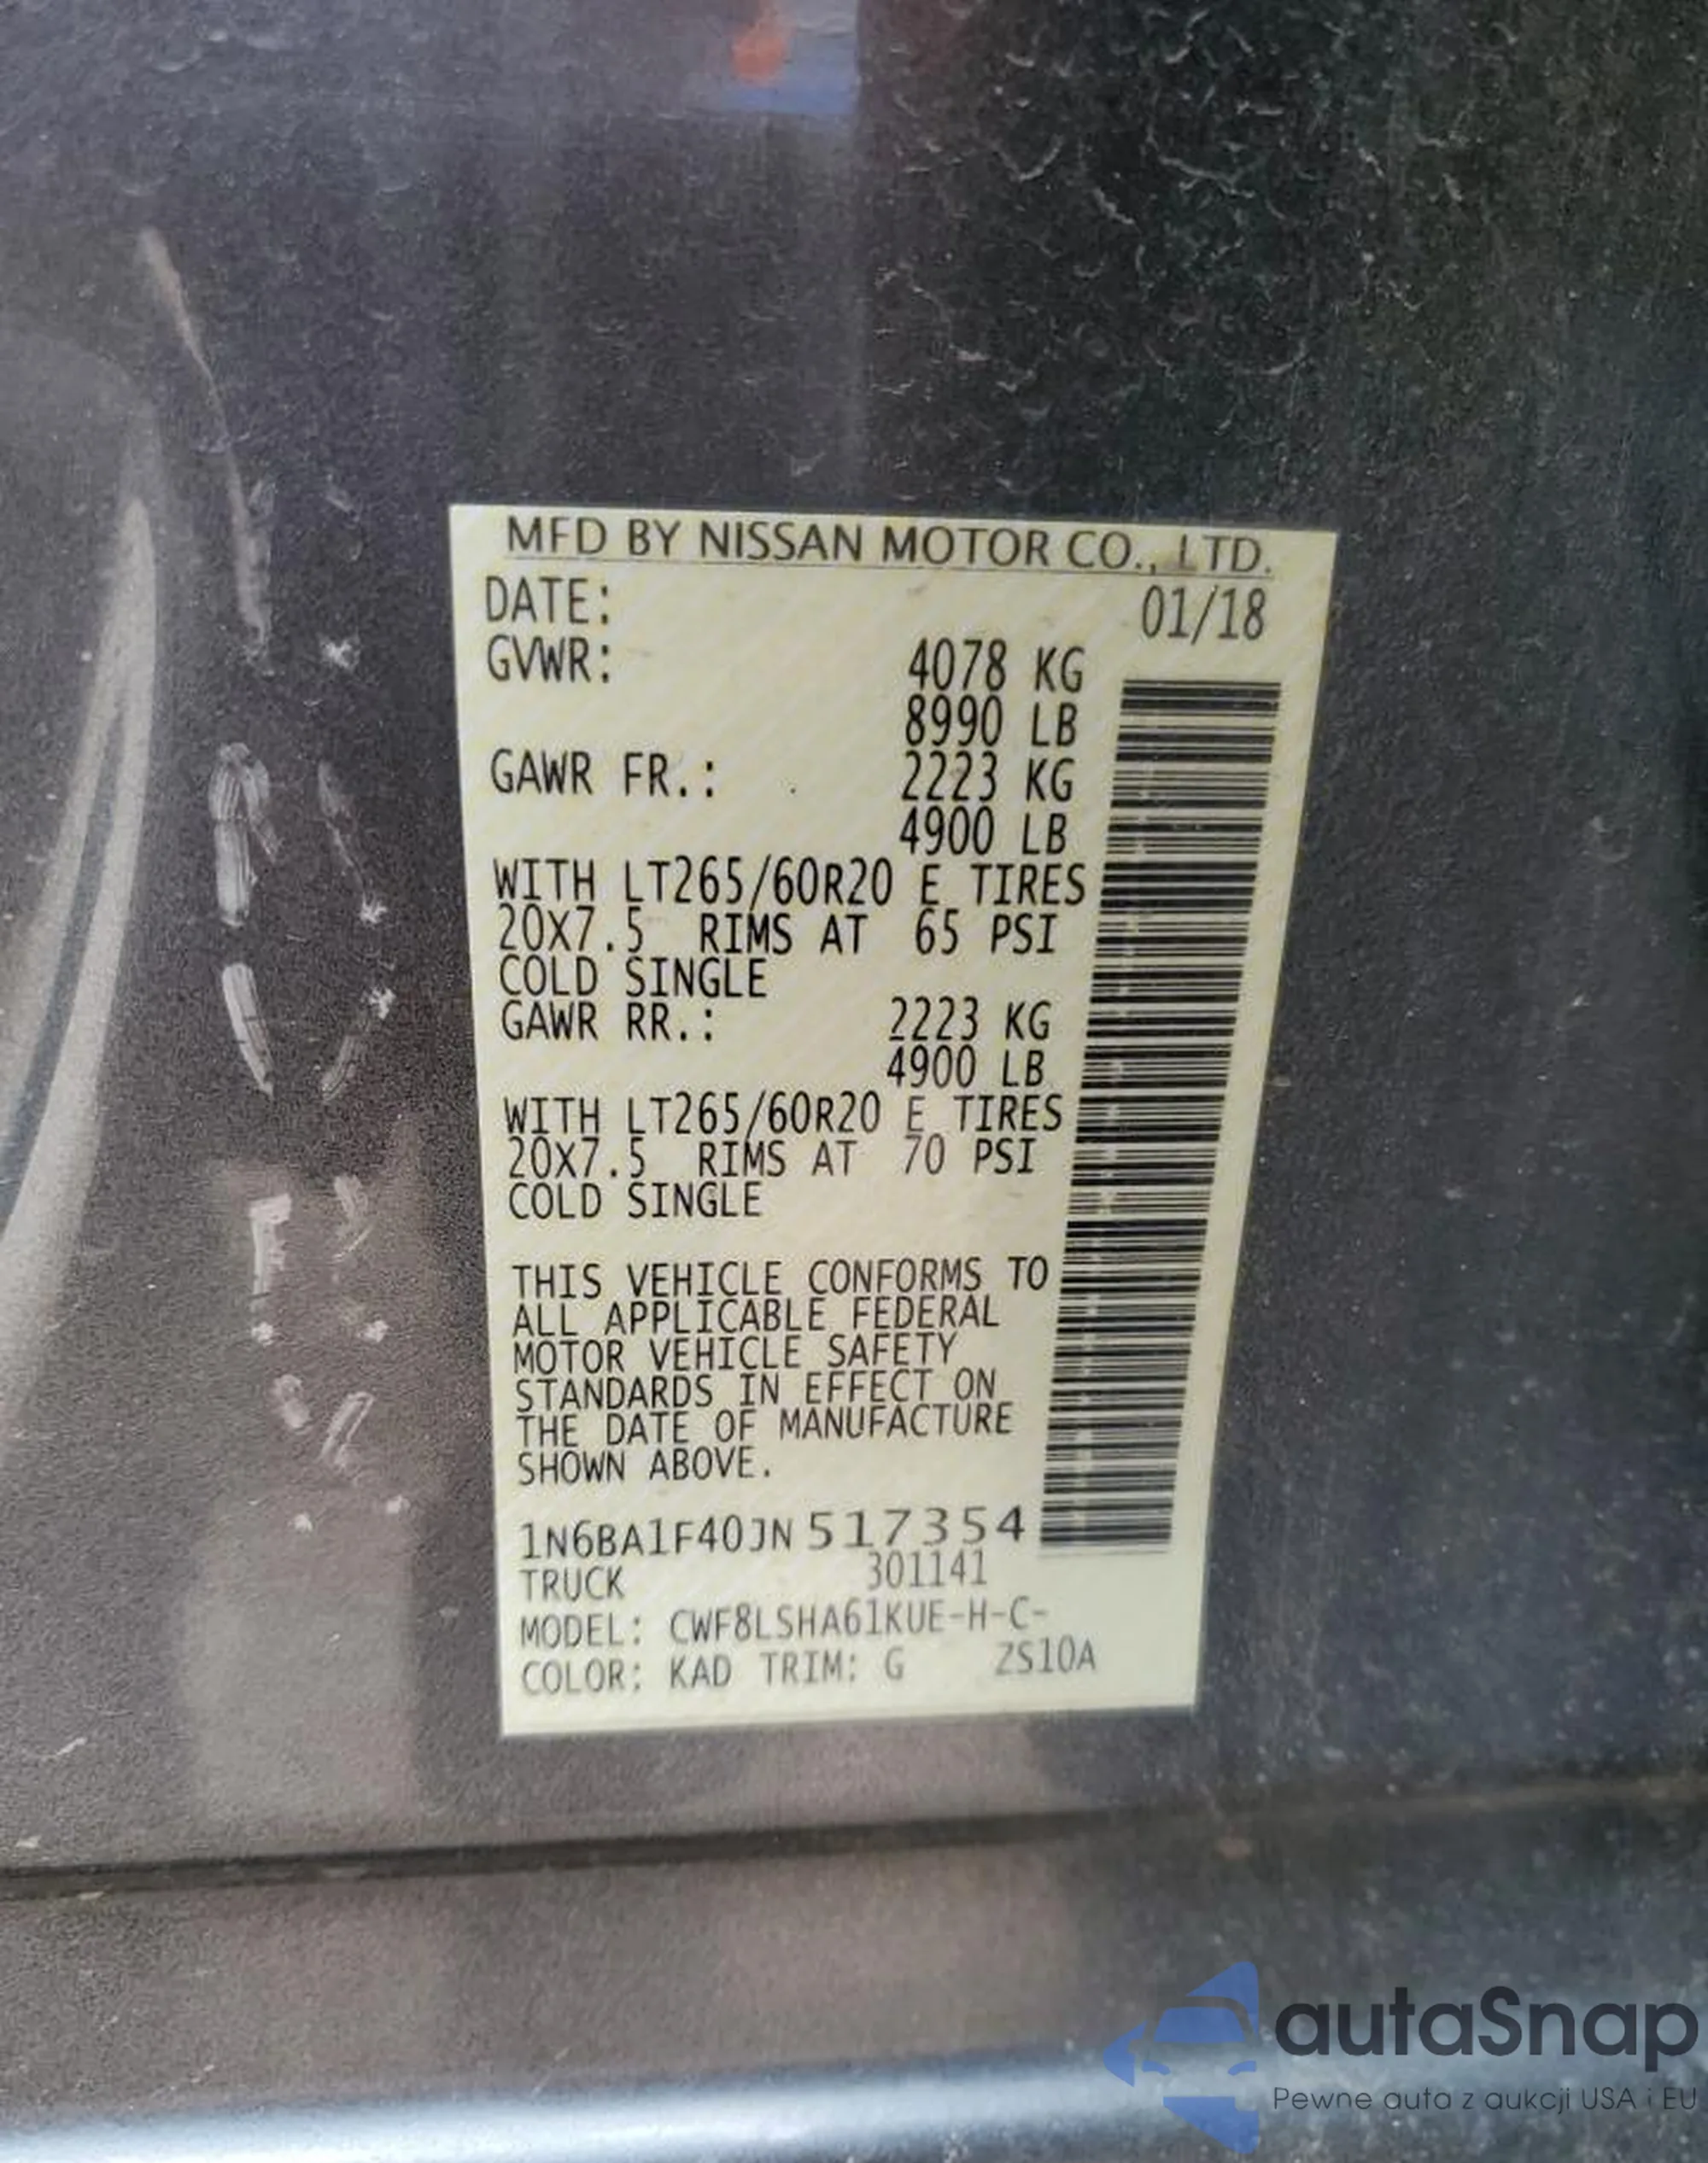 MFD BY NISSAN MOTOR CO., LTD.
DATE: 01/18
GVWR: 4078 KG
8990 LB
GAWR FR.: 2223 KG
4900 LB
WITH LT265/60R20 E TIRES
20X7.5 RIMS AT 65 PSI
COLD SINGLE
GAWR RR.: 2223 KG
4900 LB
WITH LT265/60R20 E TIRES
20X7.5 RIMS AT 70 PSI
COLD SINGLE
THIS VEHICLE CONFORMS TO
ALL APPLICABLE FEDERAL
MOTOR VEHICLE SAFETY
STANDARDS IN EFFECT ON
THE DATE OF MANUFACTURE
SHOWN ABOVE.
1N6BA1F40JN517354
TRUCK 301141
MODEL: CWF8LSHA61KUE-H-C-
COLOR: KAD TRIM: G ZS10A
autaSnap
Pewne auta z aukcji USA i EU